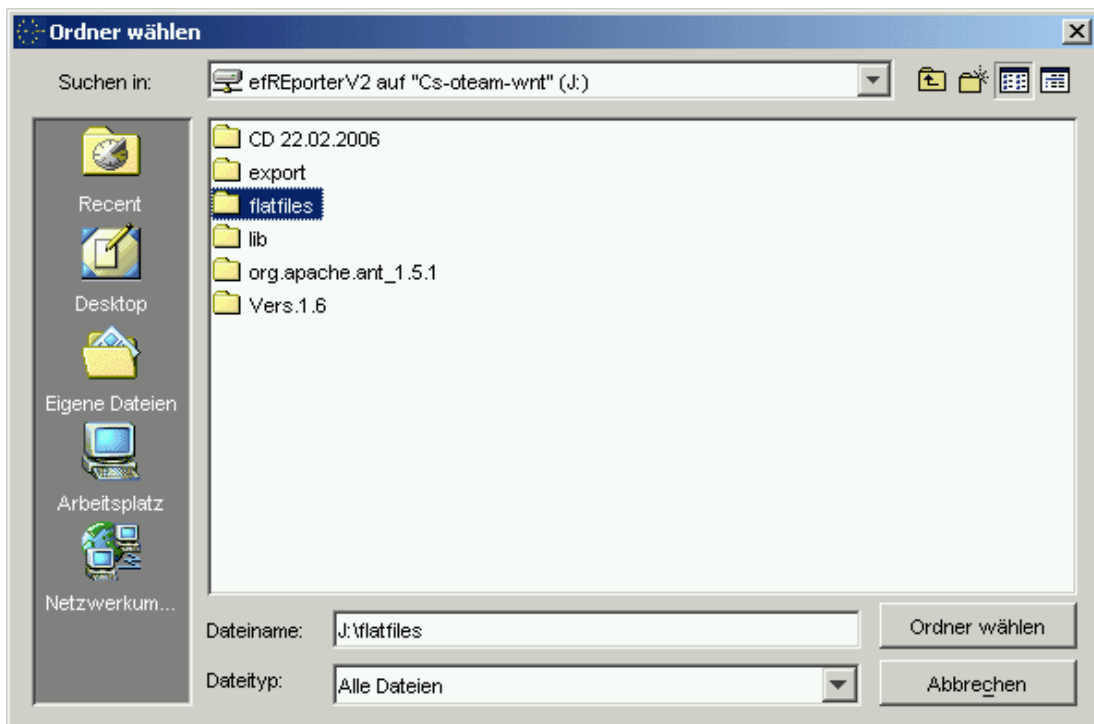 Ordner wählen
Suchen in:
efREporterV2 auf "Cs-oteam-wnt" (J:)
Recent
Desktop
Eigene Dateien
Arbeitsplatz
Netzwerkum...
CD 22.02.2006
export
flatfiles
lib
org.apache.ant_1.5.1
Vers.1.6
Dateiname:
J:\flatfiles
Ordner wählen
Dateityp:
Alle Dateien
Abbrechen